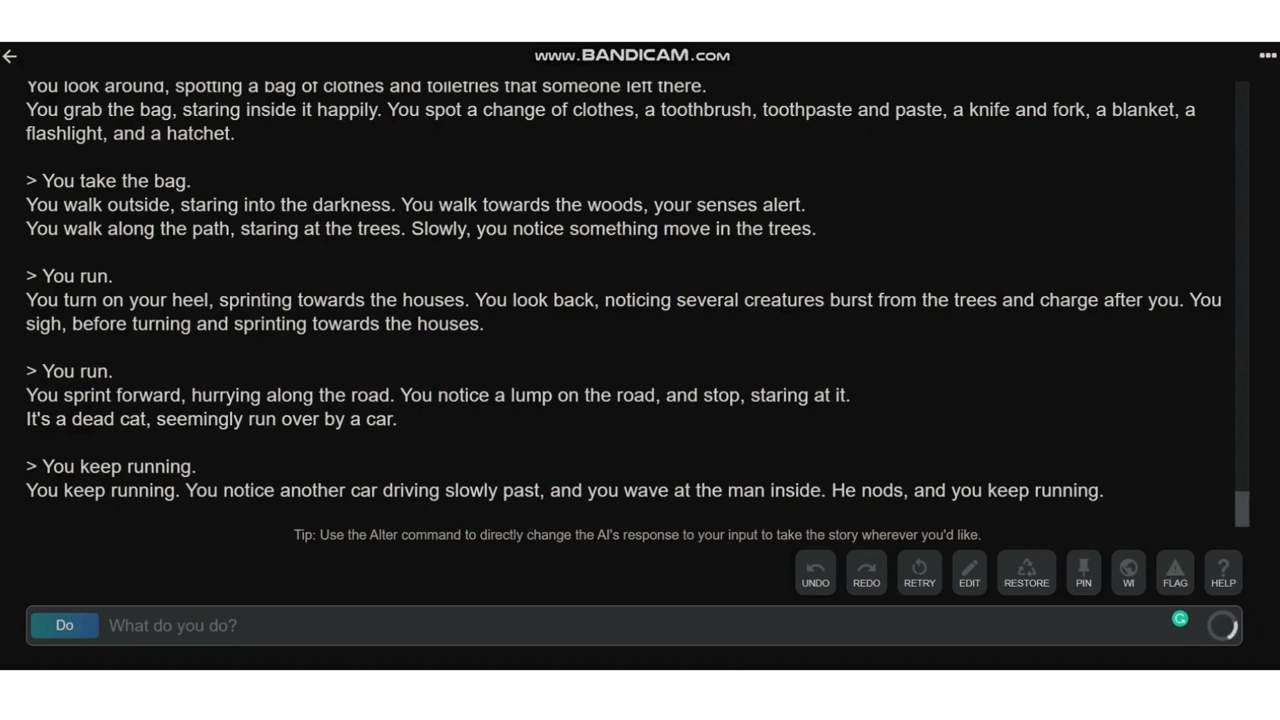 www.BANDICAM.com
You look around, spotting a bag of clothes and toiletries that someone left there.
You grab the bag, staring inside it happily. You spot a change of clothes, a toothbrush, toothpaste and paste, a knife and fork, a blanket, a
flashlight, and a hatchet.
> You take the bag.
You walk outside, staring into the darkness. You walk towards the woods, your senses alert.
You walk along the path, staring at the trees. Slowly, you notice something move in the trees.
> You run.
You turn on your heel, sprinting towards the houses. You look back, noticing several creatures burst from the trees and charge after you. You
sigh, before turning and sprinting towards the houses.
> You run.
You sprint forward, hurrying along the road. You notice a lump on the road, and stop, staring at it.
It's a dead cat, seemingly run over by a car.
> You keep running.
You keep running. You notice another car driving slowly past, and you wave at the man inside. He nods, and you keep running.
Tip: Use the Alter command to directly change the AI's response to your input to take the story wherever you'd like.
UNDO REDO RETRY EDIT RESTORE PIN WI FLAG HELP
Do What do you do?